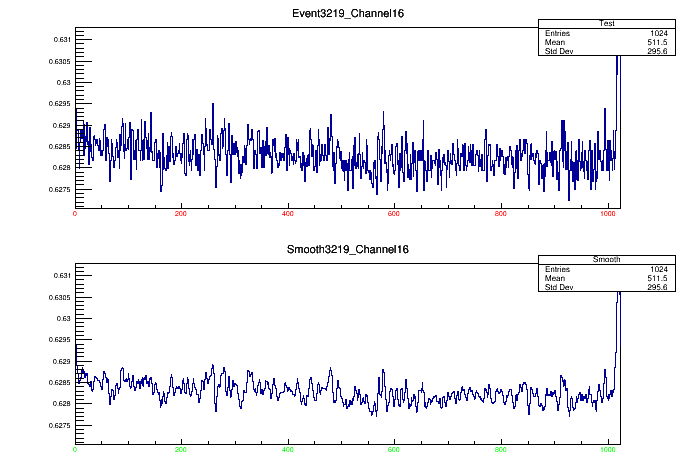 Event3219_Channel16
Test
Entries 1024
Mean 511.5
Std Dev 295.6
0.631
0.6305
0.63
0.6295
0.629
0.6285
0.628
0.6275
0 200 400 600 800 1000
Smooth3219_Channel16
Smooth
Entries 1024
Mean 511.5
Std Dev 295.6
0.631
0.6305
0.63
0.6295
0.629
0.6285
0.628
0.6275
0 200 400 600 800 1000